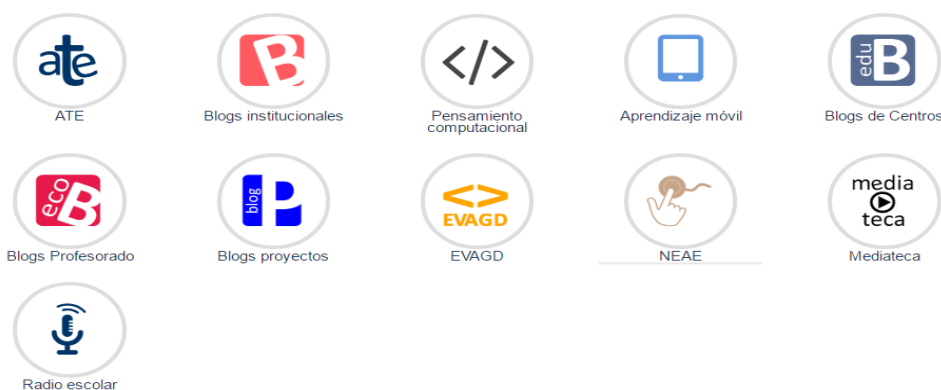 ate
B
</>
edu B
ATE
Blogs institucionales
Pensamiento
computacional
Aprendizaje móvil
Blogs de Centros
eco B
blog P
<> EVAGD
media
teca
Blogs Profesorado
Blogs proyectos
EVAGD
NEAE
Mediateca
Radio escolar